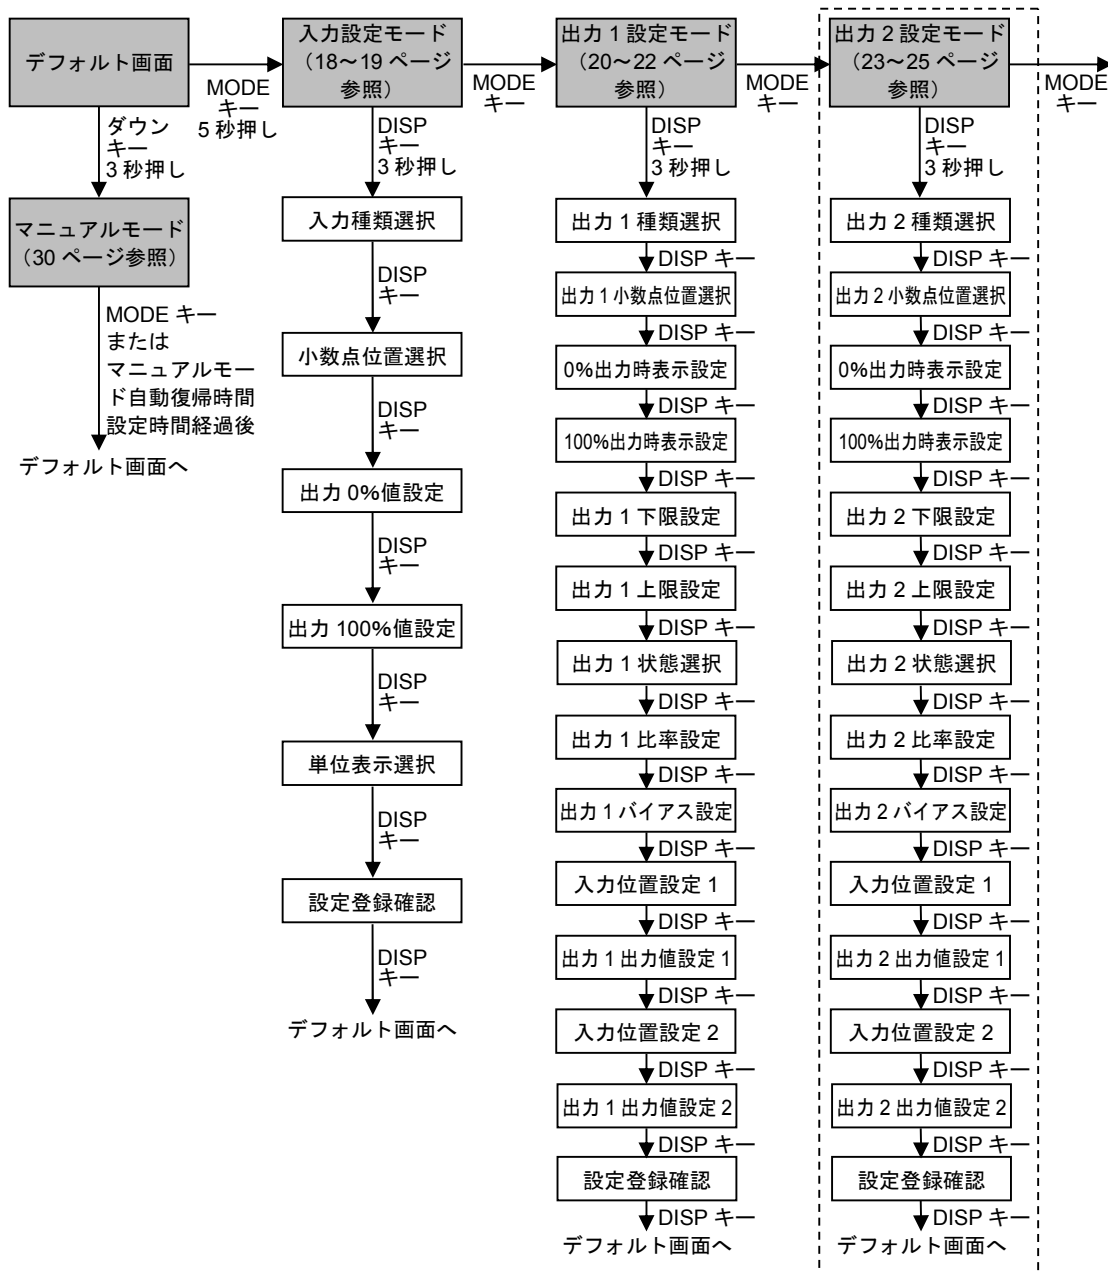 デフォルト画面
MODE
キー
5 秒押し
ダウン
キー
3 秒押し
マニュアルモード
(30 ページ参照)
MODE キー
または
マニュアルモー
ド自動復帰時間
設定時間経過後
デフォルト画面へ
入力設定モード
(18~19 ページ
参照)
MODE
キー
DISP
キー
3 秒押し
入力種類選択
DISP
キー
小数点位置選択
DISP
キー
出力 0%値設定
DISP
キー
出力 100%値設定
DISP
キー
単位表示選択
DISP
キー
設定登録確認
DISP
キー
デフォルト画面へ
出力 1 設定モード
(20~22 ページ
参照)
MODE
キー
DISP
キー
3 秒押し
出力 1 種類選択
DISP キー
出力 1 小数点位置選択
DISP キー
0%出力時表示設定
DISP キー
100%出力時表示設定
DISP キー
出力 1 下限設定
DISP キー
出力 1 上限設定
DISP キー
出力 1 状態選択
DISP キー
出力 1 比率設定
DISP キー
出力 1 バイアス設定
DISP キー
入力位置設定 1
DISP キー
出力 1 出力値設定 1
DISP キー
入力位置設定 2
DISP キー
出力 1 出力値設定 2
DISP キー
設定登録確認
DISP キー
デフォルト画面へ
出力 2 設定モード
(23~25 ページ
参照)
MODE
キー
DISP
キー
3 秒押し
出力 2 種類選択
DISP キー
出力 2 小数点位置選択
DISP キー
0%出力時表示設定
DISP キー
100%出力時表示設定
DISP キー
出力 2 下限設定
DISP キー
出力 2 上限設定
DISP キー
出力 2 状態選択
DISP キー
出力 2 比率設定
DISP キー
出力 2 バイアス設定
DISP キー
入力位置設定 1
DISP キー
出力 2 出力値設定 1
DISP キー
入力位置設定 2
DISP キー
出力 2 出力値設定 2
DISP キー
設定登録確認
DISP キー
デフォルト画面へ